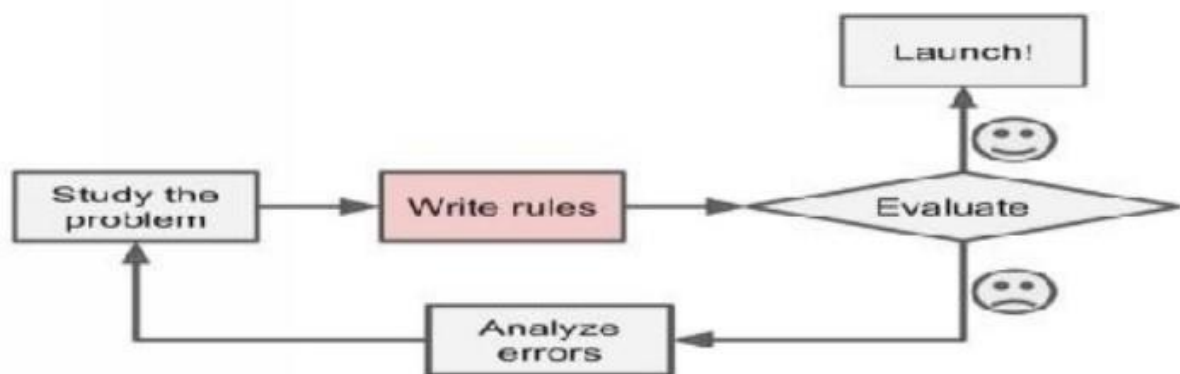 Launch!
Study the
problem
Write rules
Evaluate
Analyze
errors